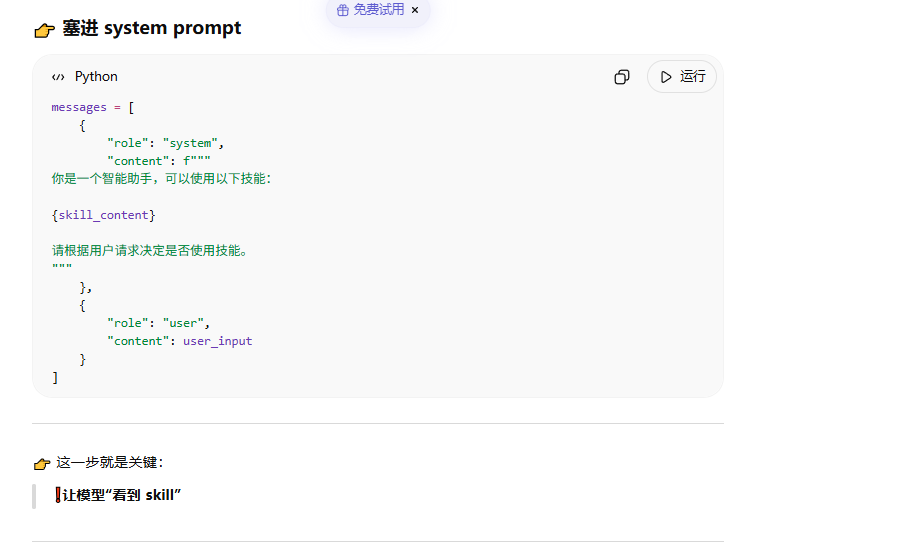 免费试用 ×
👉 塞进 system prompt
Python
运行
messages = [
    {
        "role": "system",
        "content": f"""
你是一个智能助手，可以使用以下技能：
{skill_content}
请根据用户请求决定是否使用技能。
"""
    },
    {
        "role": "user",
        "content": user_input
    }
]
👉 这一步就是关键：
❗让模型“看到 skill”